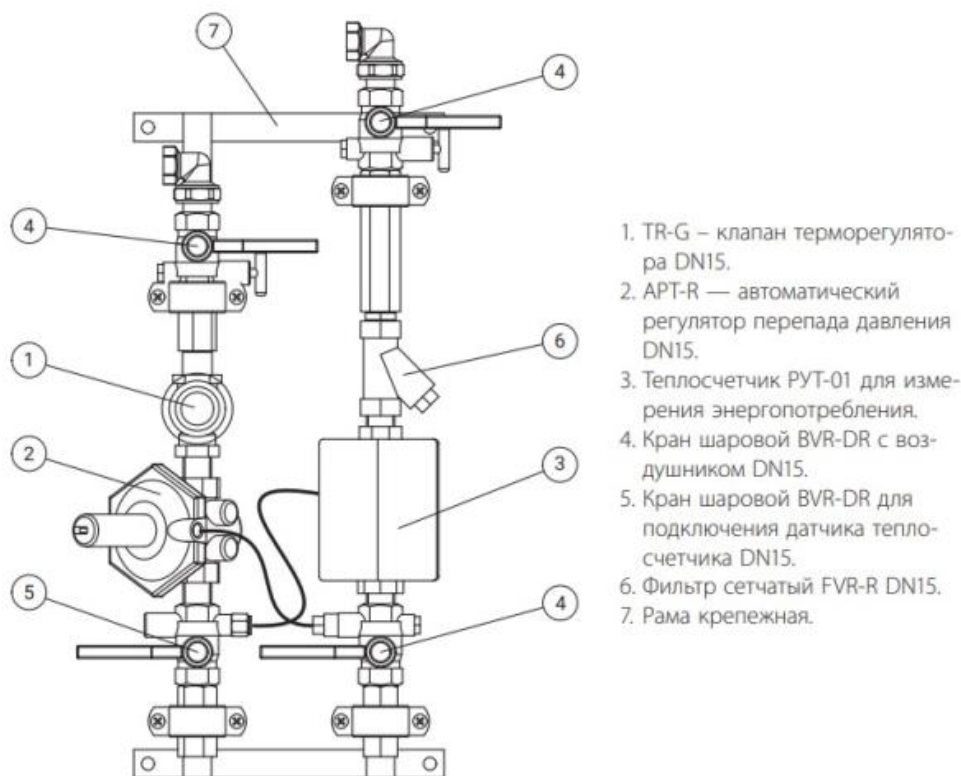 7
4
4
1
6
2
3
5
4
1. TR-G – клапан терморегулято-
ра DN15.
2. APT-R — автоматический
регулятор перепада давления
DN15.
3. Теплосчетчик РУТ-01 для изме-
рения энергопотребления.
4. Кран шаровой BVR-DR с воз-
душником DN15.
5. Кран шаровой BVR-DR для
подключения датчика тепло-
счетчика DN15.
6. Фильтр сетчатый FVR-R DN15.
7. Рама крепежная.